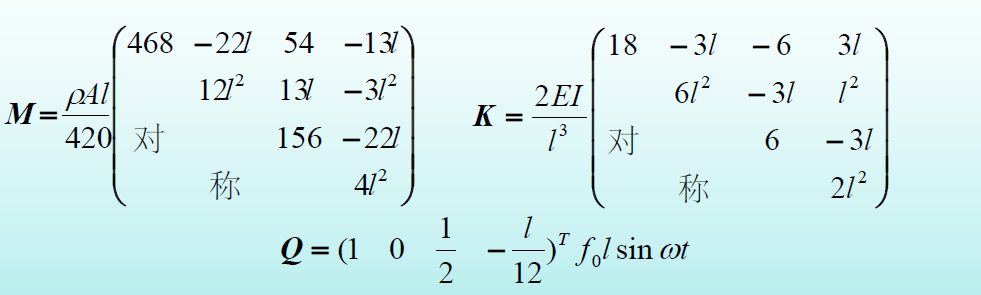 M = ρAl/420 ( 468 −22l 54 −13l
12l² 13l −3l²
对 156 −22l
称 4l² )
K = 2EI/l³ ( 18 −3l −6 3l
6l² −3l l²
对 6 −3l
称 2l² )
Q = (1 0 1/2 −l/12)ᵀ f₀l sin ωt